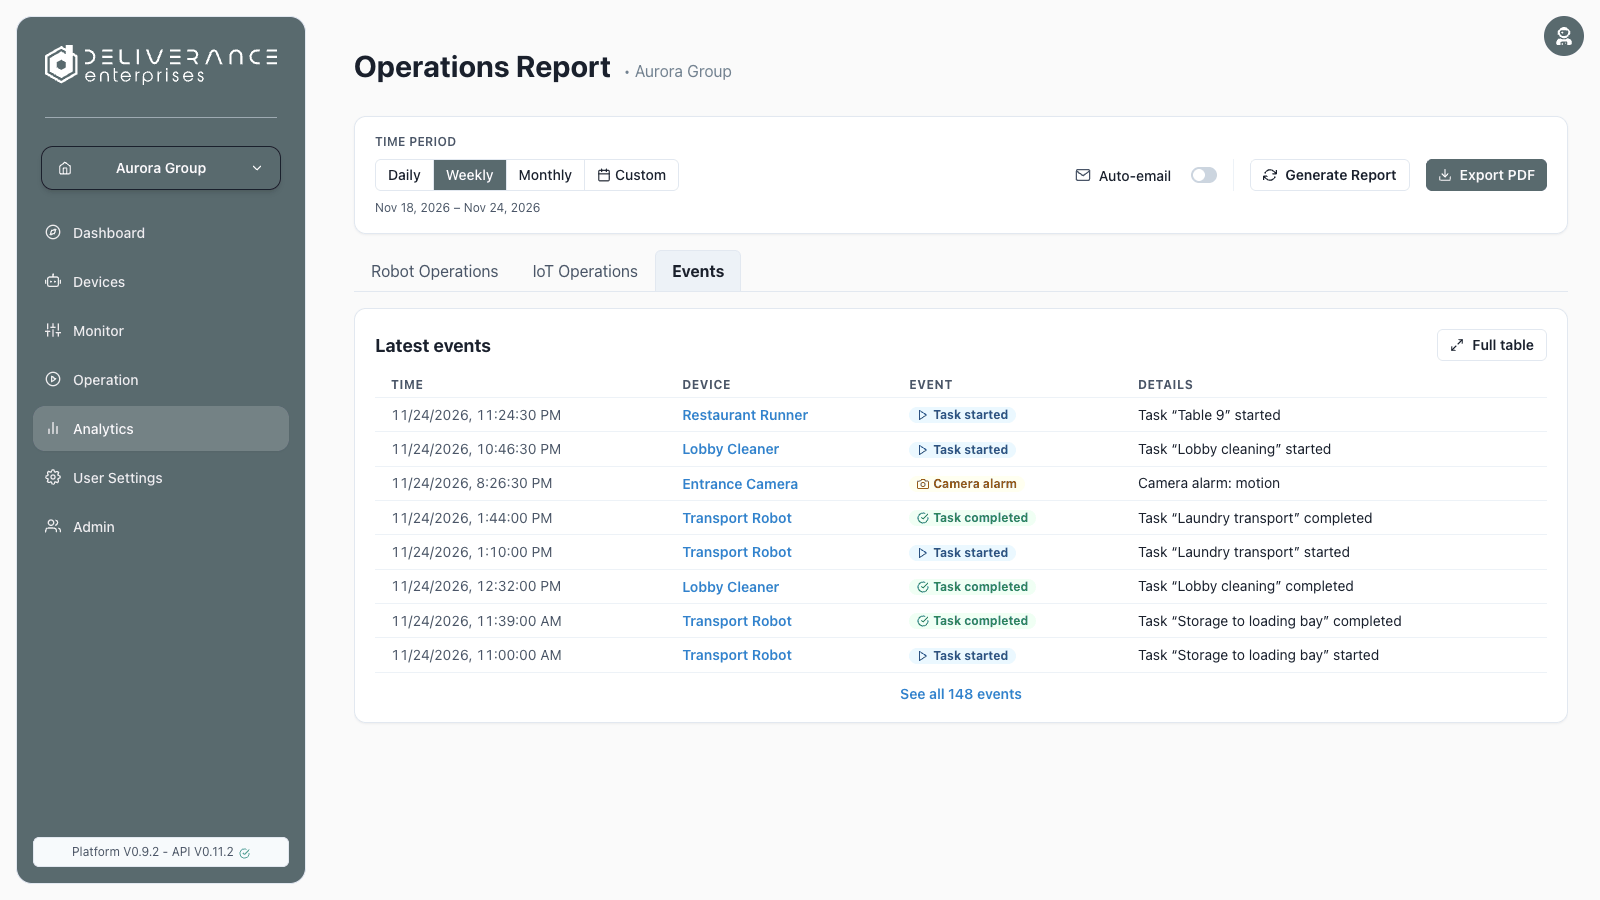 DELIVERANCE
enterprises
Aurora Group
Dashboard
Devices
Monitor
Operation
Analytics
User Settings
Admin
Platform V0.9.2 - API V0.11.2
Operations Report • Aurora Group
TIME PERIOD
Daily Weekly Monthly Custom
Auto-email Generate Report Export PDF
Nov 18, 2026 – Nov 24, 2026
Robot Operations IoT Operations Events
Latest events
Full table
TIME DEVICE EVENT DETAILS
11/24/2026, 11:24:30 PM Restaurant Runner Task started Task “Table 9” started
11/24/2026, 10:46:30 PM Lobby Cleaner Task started Task “Lobby cleaning” started
11/24/2026, 8:26:30 PM Entrance Camera Camera alarm Camera alarm: motion
11/24/2026, 1:44:00 PM Transport Robot Task completed Task “Laundry transport” completed
11/24/2026, 1:10:00 PM Transport Robot Task started Task “Laundry transport” started
11/24/2026, 12:32:00 PM Lobby Cleaner Task completed Task “Lobby cleaning” completed
11/24/2026, 11:39:00 AM Transport Robot Task completed Task “Storage to loading bay” completed
11/24/2026, 11:00:00 AM Transport Robot Task started Task “Storage to loading bay” started
See all 148 events